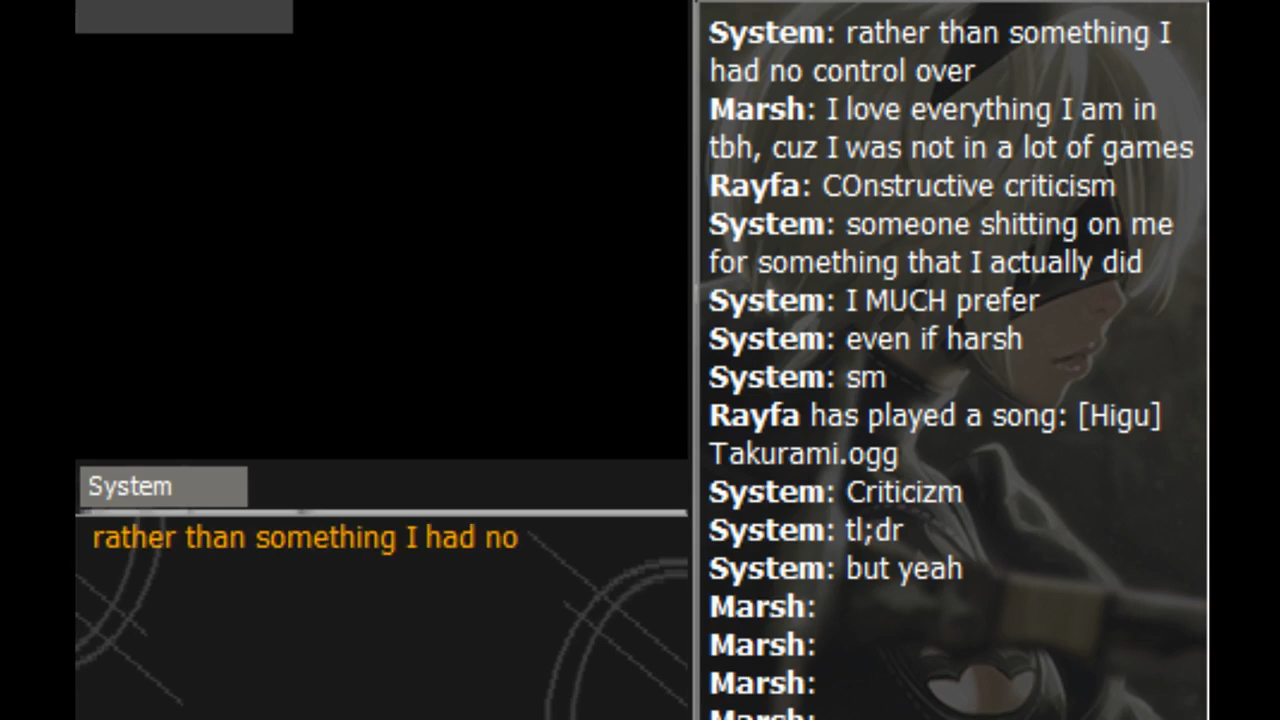 System: rather than something I
had no control over
Marsh: I love everything I am in
tbh, cuz I was not in a lot of games
Rayfa: COnstructive criticism
System: someone shitting on me
for something that I actually did
System: I MUCH prefer
System: even if harsh
System: sm
Rayfa has played a song: [Higu]
Takurami.ogg
System: Criticizm
System: tl;dr
System: but yeah
Marsh:
Marsh:
Marsh:
Marsh:
System
rather than something I had no